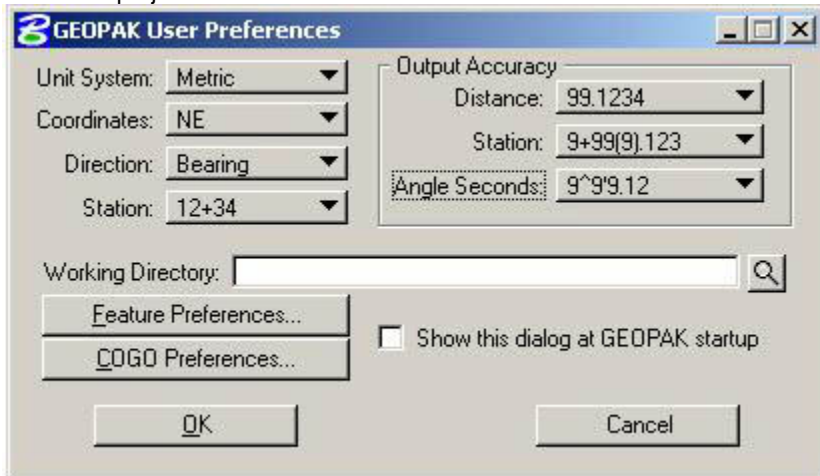 GEOPAK User Preferences
Unit System: Metric
Coordinates: NE
Direction: Bearing
Station: 12+34
Output Accuracy
Distance: 99.1234
Station: 9+99(9).123
Angle Seconds: 9^9'9.12
Working Directory:
Feature Preferences...
COGO Preferences...
Show this dialog at GEOPAK startup
OK
Cancel